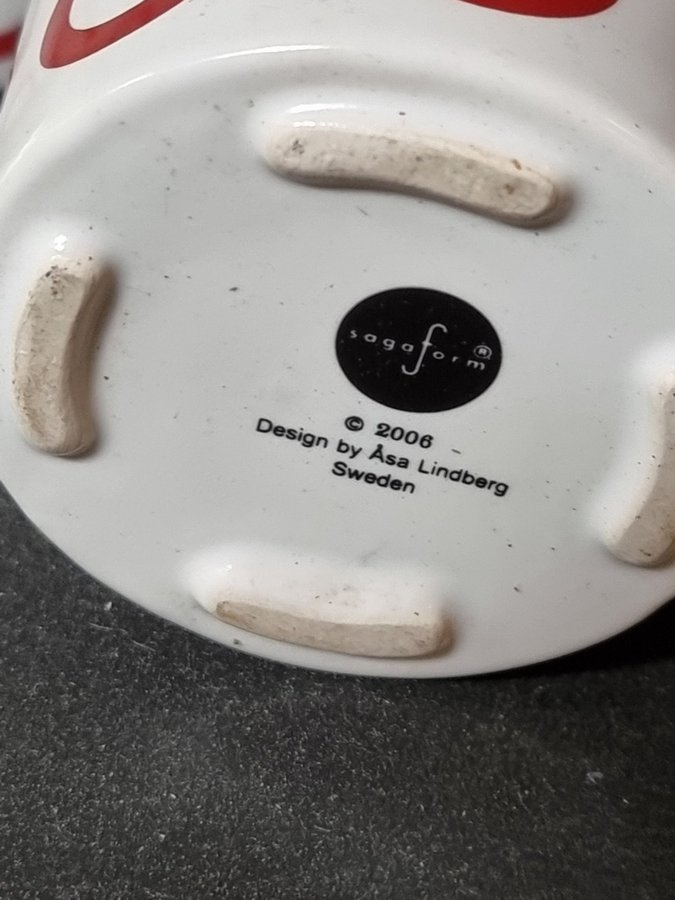 sagaform®
© 2006
Design by Åsa Lindberg
Sweden